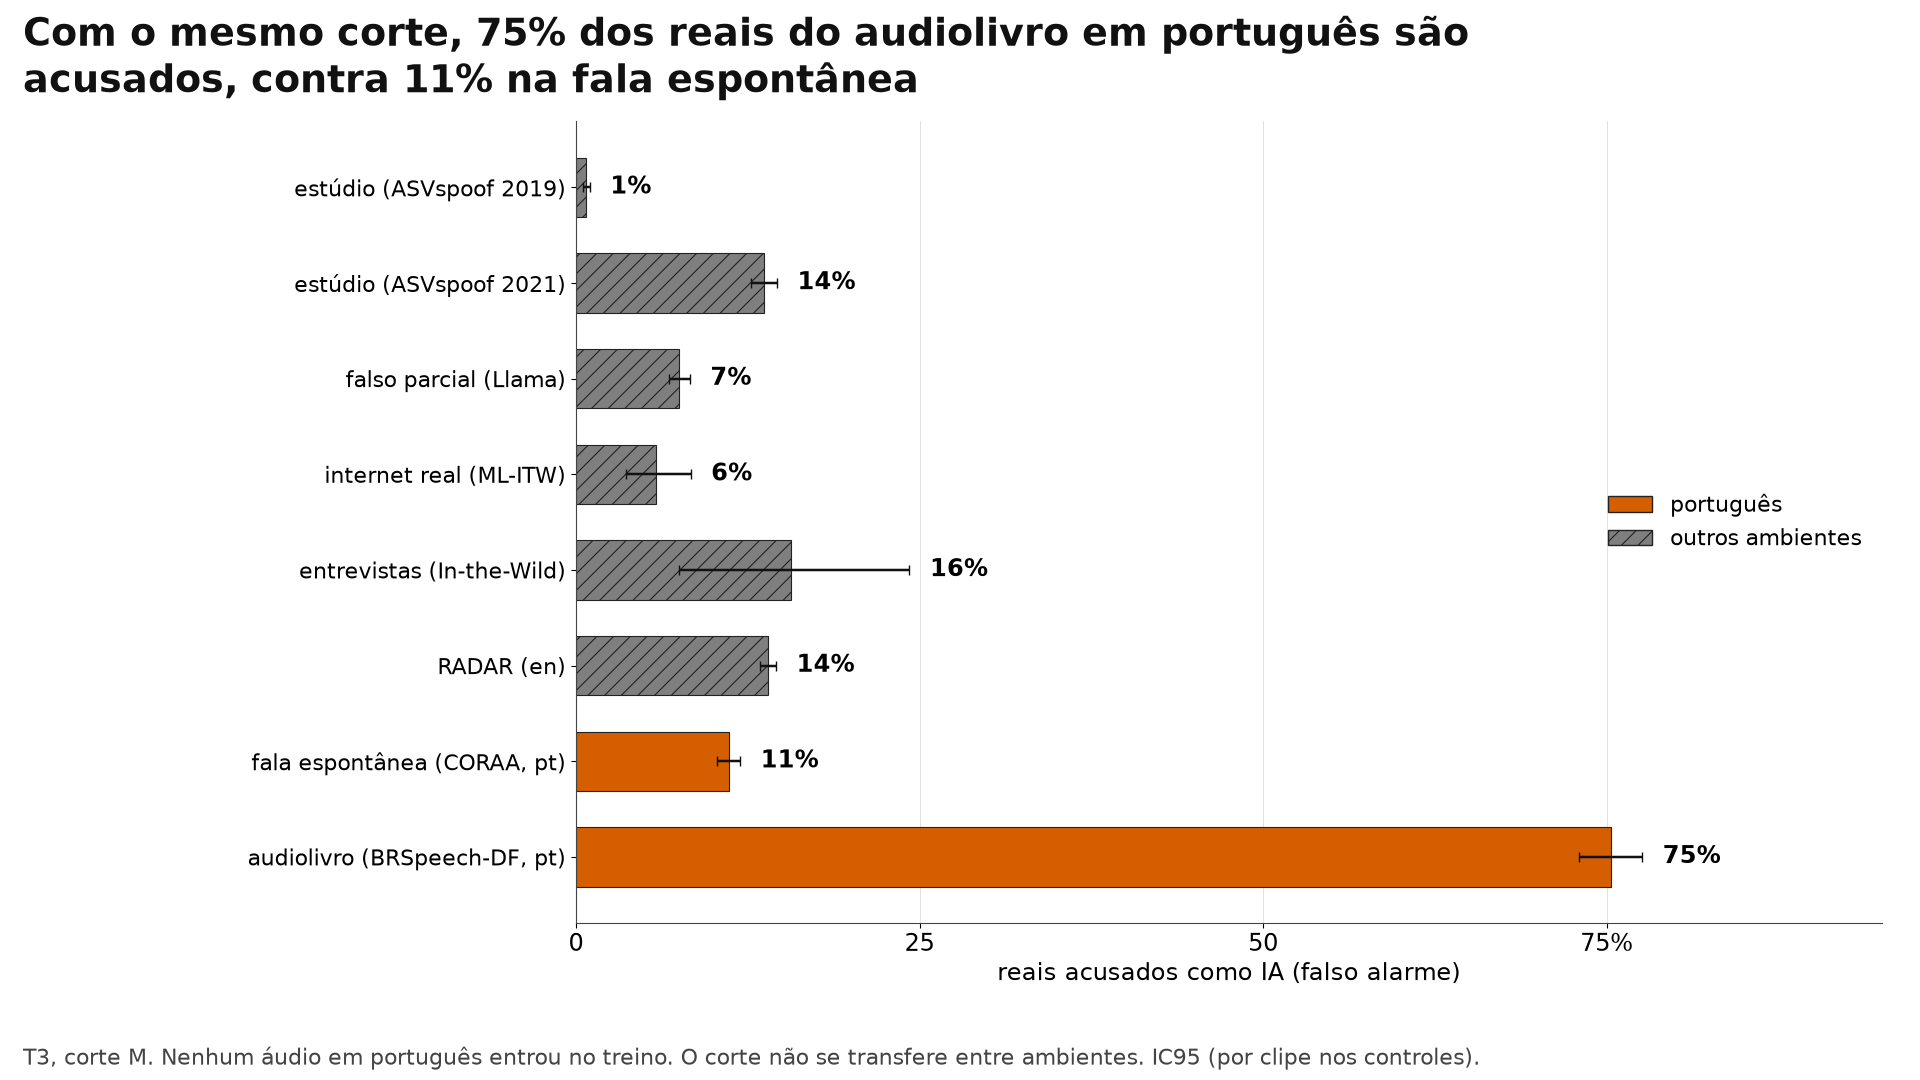 Com o mesmo corte, 75% dos reais do audiolivro em português são
acusados, contra 11% na fala espontânea
estúdio (ASVspoof 2019)
1%
estúdio (ASVspoof 2021)
14%
falso parcial (Llama)
7%
internet real (ML-ITW)
6%
entrevistas (In-the-Wild)
16%
RADAR (en)
14%
fala espontânea (CORAA, pt)
11%
audiolivro (BRSpeech-DF, pt)
75%
português
outros ambientes
0
25
50
75%
reais acusados como IA (falso alarme)
T3, corte M. Nenhum áudio em português entrou no treino. O corte não se transfere entre ambientes. IC95 (por clipe nos controles).